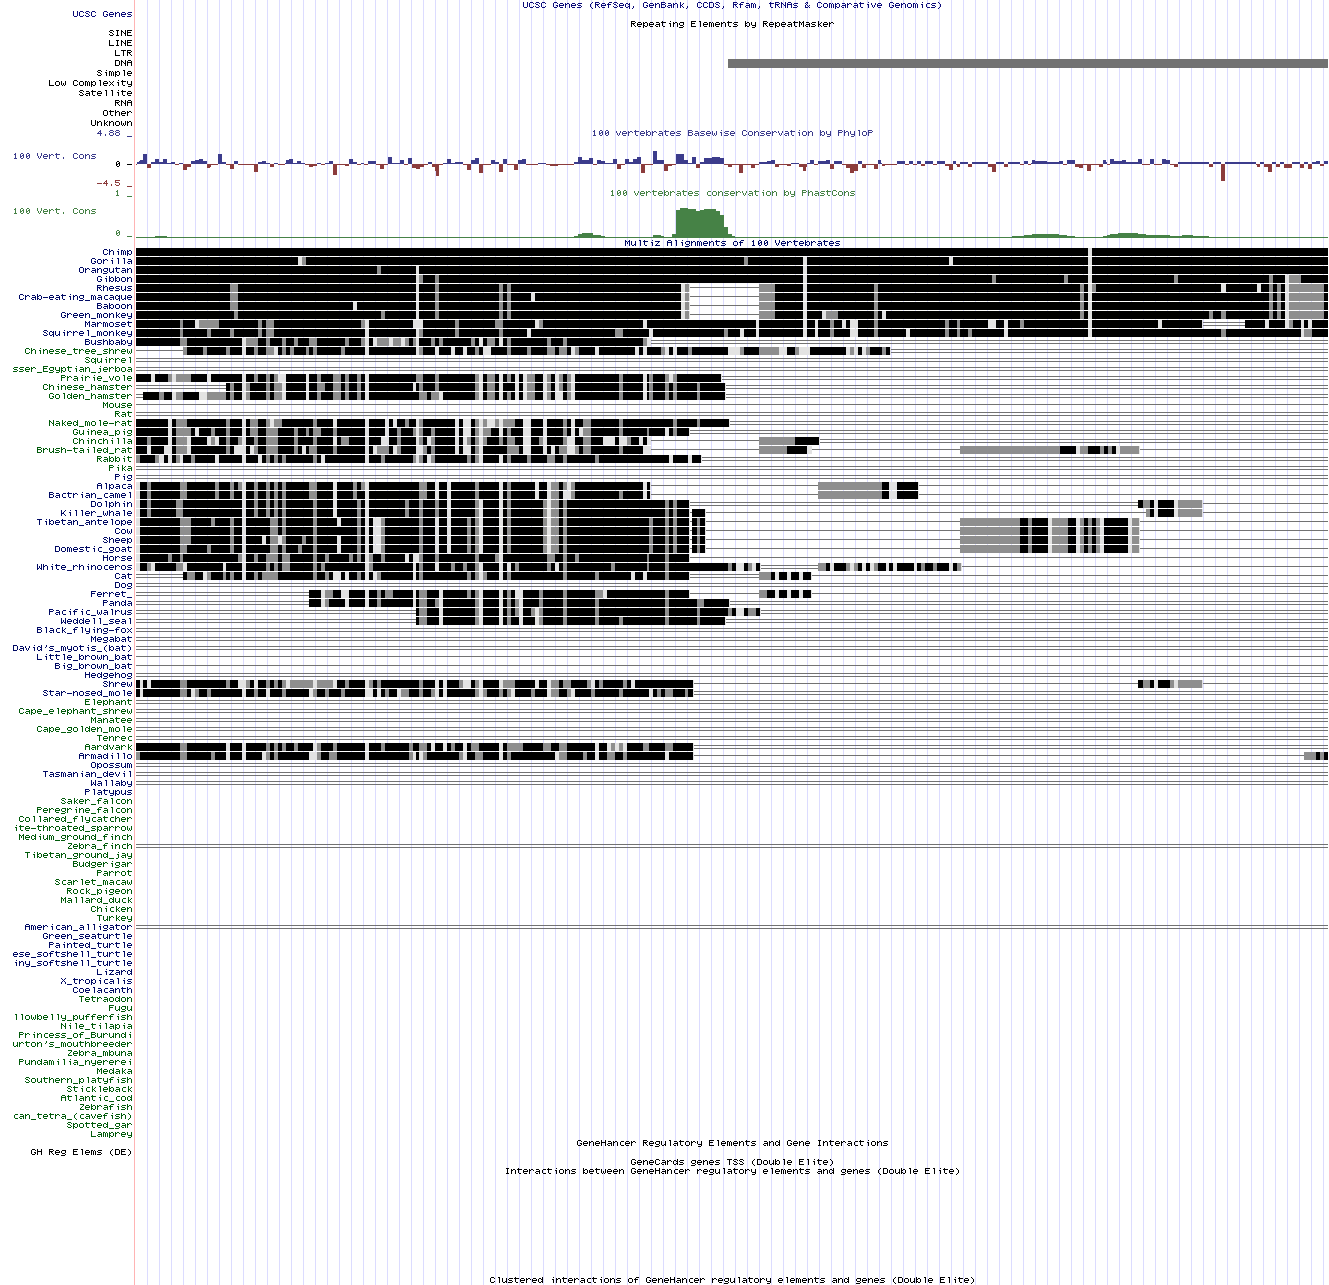 UCSC Genes (RefSeq, GenBank, CCDS, Rfam, tRNAs & Comparative Genomics)
UCSC Genes
Repeating Elements by RepeatMasker
SINE
LINE
LTR
DNA
Simple
Low Complexity
Satellite
RNA
Other
Unknown
4.88 _
100 vertebrates Basewise Conservation by PhyloP
100 Vert. Cons
0 -
-4.5 _
100 vertebrates conservation by PhastCons
1 _
100 Vert. Cons
0 _
Multiz Alignments of 100 Vertebrates
Chimp
Gorilla
Orangutan
Gibbon
Rhesus
Crab-eating_macaque
Baboon
Green_monkey
Marmoset
Squirrel_monkey
Bushbaby
Chinese_tree_shrew
Squirrel
sser_Egyptian_jerboa
Prairie_vole
Chinese_hamster
Golden_hamster
Mouse
Rat
Naked_mole-rat
Guinea_pig
Chinchilla
Brush-tailed_rat
Rabbit
Pika
Pig
Alpaca
Bactrian_camel
Dolphin
Killer_whale
Tibetan_antelope
Cow
Sheep
Domestic_goat
Horse
White_rhinoceros
Cat
Dog
Ferret_
Panda
Pacific_walrus
Weddell_seal
Black_flying-fox
Megabat
David's_myotis_(bat)
Little_brown_bat
Big_brown_bat
Hedgehog
Shrew
Star-nosed_mole
Elephant
Cape_elephant_shrew
Manatee
Cape_golden_mole
Tenrec
Aardvark
Armadillo
Opossum
Tasmanian_devil
Wallaby
Platypus
Saker_falcon
Peregrine_falcon
Collared_flycatcher
ite-throated_sparrow
Medium_ground_finch
Zebra_finch
Tibetan_ground_jay
Budgerigar
Parrot
Scarlet_macaw
Rock_pigeon
Mallard_duck
Chicken
Turkey
American_alligator
Green_seaturtle
Painted_turtle
ese_softshell_turtle
iny_softshell_turtle
Lizard
X_tropicalis
Coelacanth
Tetraodon
Fugu
llowbelly_pufferfish
Nile_tilapia
Princess_of_Burundi
urton's_mouthbreeder
Zebra_mbuna
Pundamilia_nyererei
Medaka
Southern_platyfish
Stickleback
Atlantic_cod
Zebrafish
can_tetra_(cavefish)
Spotted_gar
Lamprey
GeneHancer Regulatory Elements and Gene Interactions
GH Reg Elems (DE)
GeneCards genes TSS (Double Elite)
Interactions between GeneHancer regulatory elements and genes (Double Elite)
Clustered interactions of GeneHancer regulatory elements and genes (Double Elite)